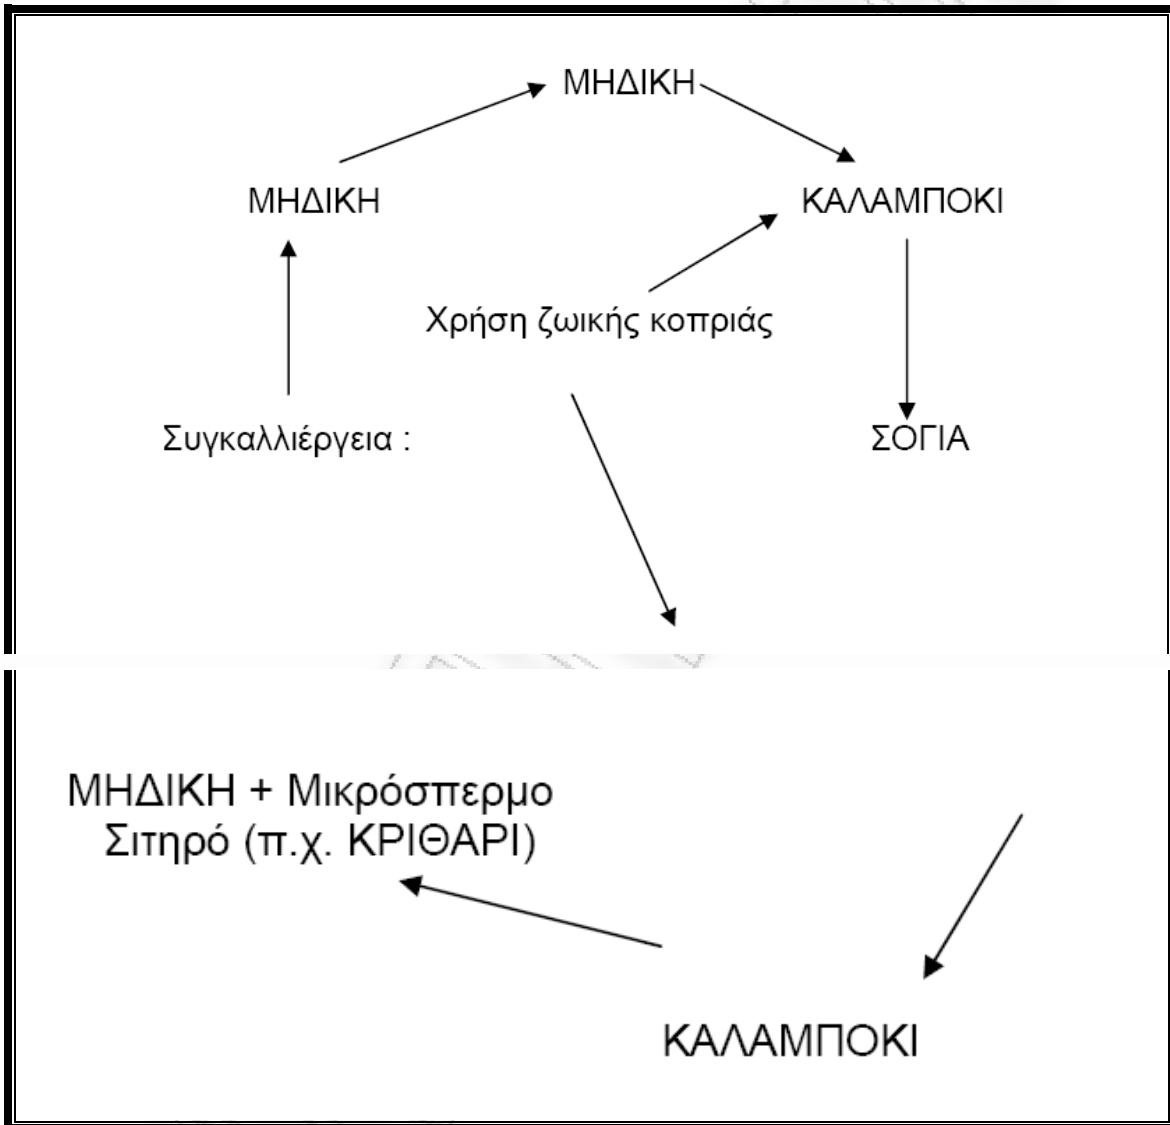 ΜΗΔΙΚΗ
ΜΗΔΙΚΗ
ΚΑΛΑΜΠΟΚΙ
Χρήση ζωικής κοπριάς
Συγκαλλιέργεια :
ΣΟΓΙΑ
ΜΗΔΙΚΗ + Μικρόσπερμο
Σιτηρό (π.χ. ΚΡΙΘΑΡΙ)
ΚΑΛΑΜΠΟΚΙ